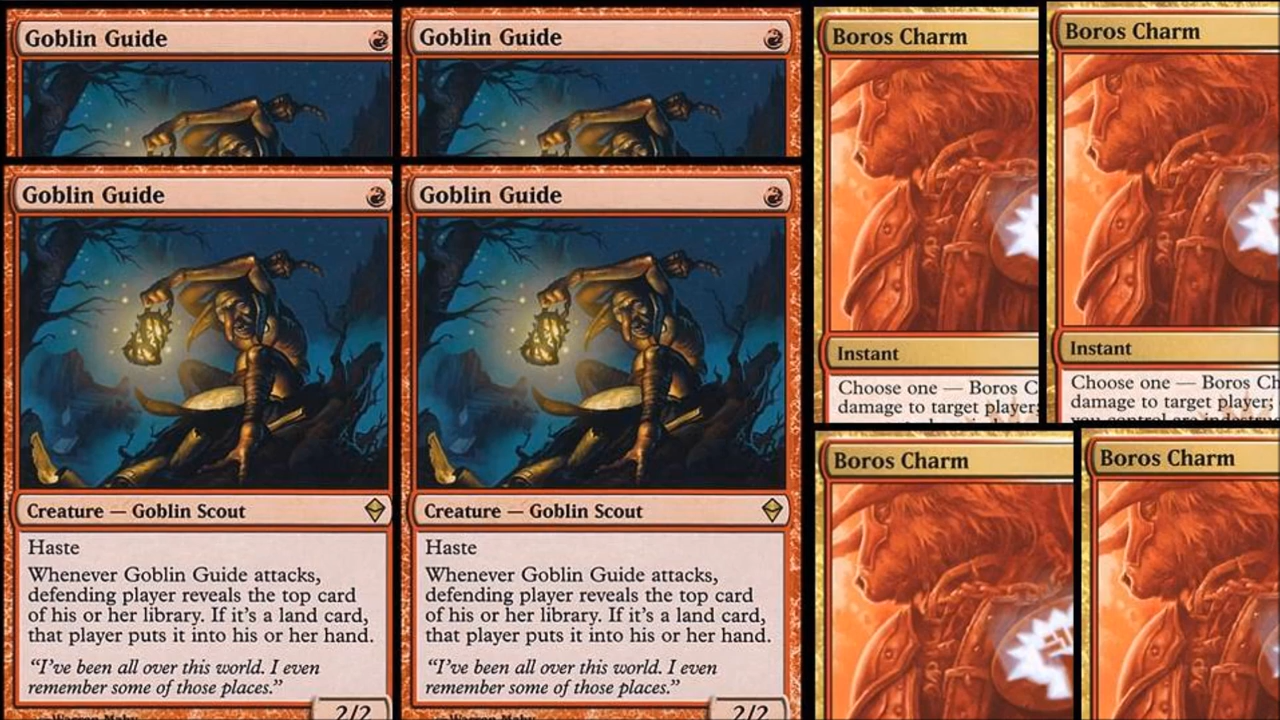 Goblin Guide
Goblin Guide
Boros Charm
Boros Charm
Goblin Guide
Goblin Guide
Instant
Instant
Choose one — Boros C
damage to target player;
Choose one — Boros Ch
damage to target player;
you control are indestru
Boros Charm
Boros Charm
Creature — Goblin Scout
Haste
Whenever Goblin Guide attacks,
defending player reveals the top card
of his or her library. If it's a land card,
that player puts it into his or her hand.
"I've been all over this world. I even
remember some of those places."
2/2
Creature — Goblin Scout
Haste
Whenever Goblin Guide attacks,
defending player reveals the top card
of his or her library. If it's a land card,
that player puts it into his or her hand.
"I've been all over this world. I even
remember some of those places."
2/2